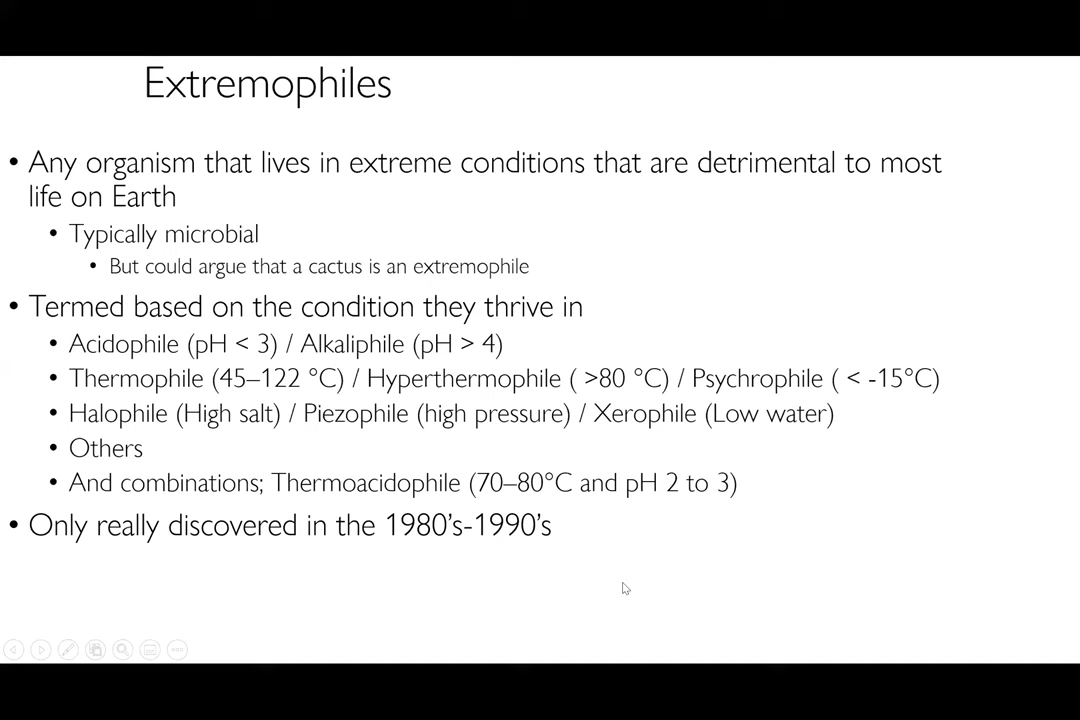 Extremophiles
• Any organism that lives in extreme conditions that are detrimental to most
life on Earth
• Typically microbial
• But could argue that a cactus is an extremophile
• Termed based on the condition they thrive in
• Acidophile (pH < 3) / Alkaliphile (pH > 4)
• Thermophile (45–122 °C) / Hyperthermophile ( >80 °C) / Psychrophile ( < -15°C)
• Halophile (High salt) / Piezophile (high pressure) / Xerophile (Low water)
• Others
• And combinations; Thermoacidophile (70–80°C and pH 2 to 3)
• Only really discovered in the 1980’s-1990’s